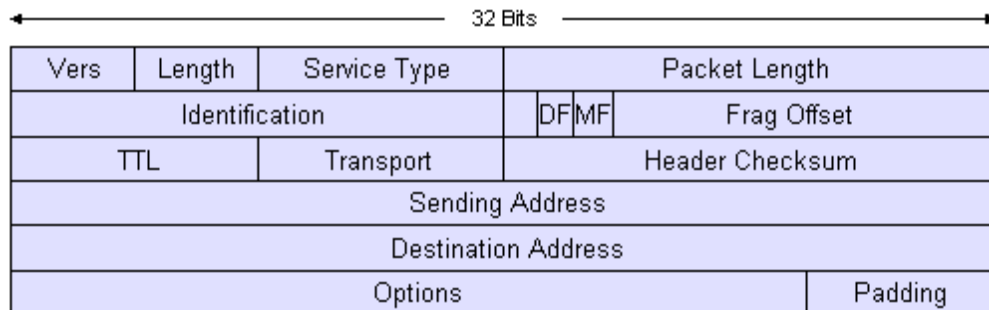 32 Bits
Vers Length Service Type Packet Length
Identification DF MF Frag Offset
TTL Transport Header Checksum
Sending Address
Destination Address
Options Padding